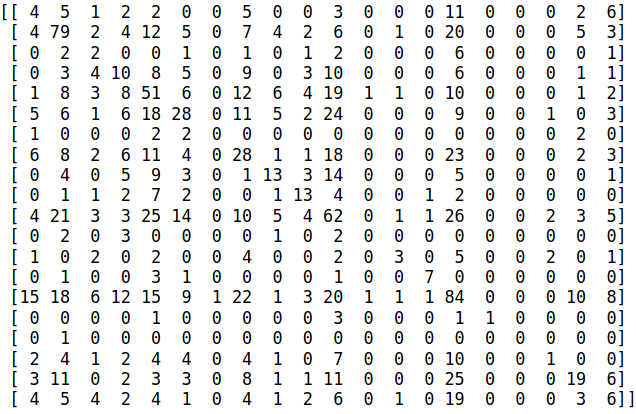 [[ 4 5 1 2 2 0 0 5 0 0 3 0 0 0 11 0 0 0 2 6]
[ 4 79 2 4 12 5 0 7 4 2 6 0 1 0 20 0 0 0 5 3]
[ 0 2 2 0 0 1 0 1 0 1 2 0 0 0 6 0 0 0 0 1]
[ 0 3 4 10 8 5 0 9 0 3 10 0 0 0 6 0 0 0 1 1]
[ 1 8 3 8 51 6 0 12 6 4 19 1 1 0 10 0 0 0 1 2]
[ 5 6 1 6 18 28 0 11 5 2 24 0 0 0 9 0 0 1 0 3]
[ 1 0 0 0 2 2 0 0 0 0 0 0 0 0 0 0 0 0 2 0]
[ 6 8 2 6 11 4 0 28 1 1 18 0 0 0 23 0 0 0 2 3]
[ 0 4 0 5 9 3 0 1 13 3 14 0 0 0 5 0 0 0 0 1]
[ 0 1 1 2 7 2 0 0 1 13 4 0 0 1 2 0 0 0 0 0]
[ 4 21 3 3 25 14 0 10 5 4 62 0 1 1 26 0 0 2 3 5]
[ 0 2 0 3 0 0 0 0 1 0 2 0 0 0 0 0 0 0 0 0]
[ 1 0 2 0 2 0 0 4 0 0 2 0 3 0 5 0 0 2 0 1]
[ 0 1 0 0 3 1 0 0 0 0 1 0 0 7 0 0 0 0 0 0]
[15 18 6 12 15 9 1 22 1 3 20 1 1 1 84 0 0 0 10 8]
[ 0 0 0 0 1 0 0 0 0 0 3 0 0 0 1 1 0 0 0 0]
[ 0 1 0 0 0 0 0 0 0 0 0 0 0 0 0 0 0 0 0 0]
[ 2 4 1 2 4 4 0 4 1 0 7 0 0 0 10 0 0 1 0 0]
[ 3 11 0 2 3 3 0 8 1 1 11 0 0 0 25 0 0 0 19 6]
[ 4 5 4 2 4 1 0 4 1 2 6 0 1 0 19 0 0 0 3 6]]